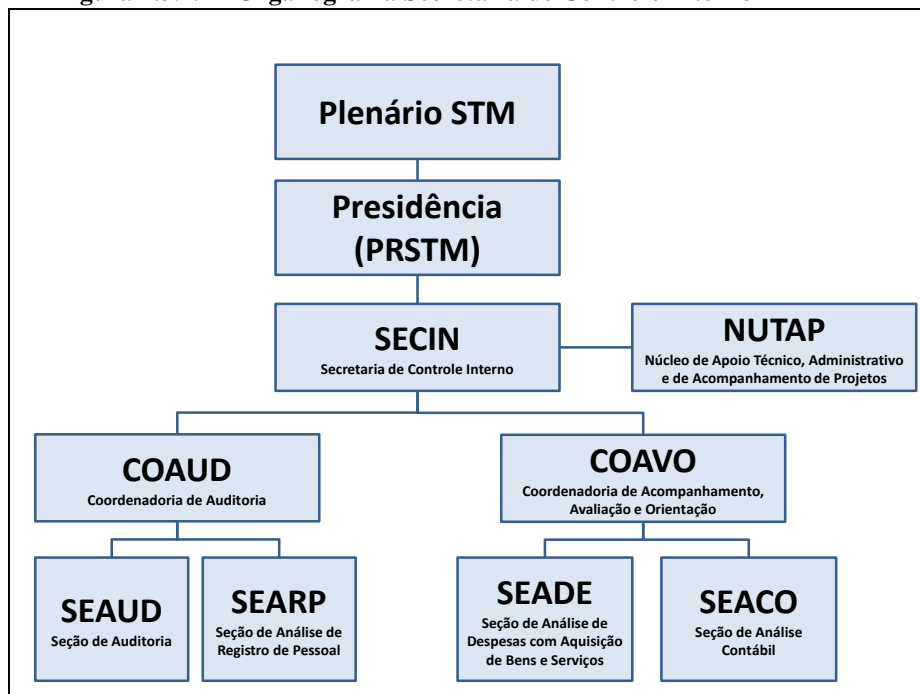 Plenário STM
Presidência
(PRSTM)
SECIN
Secretaria de Controle Interno
NUTAP
Núcleo de Apoio Técnico, Administrativo
e de Acompanhamento de Projetos
COAUD
Coordenadoria de Auditoria
COAVO
Coordenadoria de Acompanhamento,
Avaliação e Orientação
SEAUD
Seção de Auditoria
SEARP
Seção de Análise de
Registro de Pessoal
SEADE
Seção de Análise de
Despesas com Aquisição
de Bens e Serviços
SEACO
Seção de Análise
Contábil